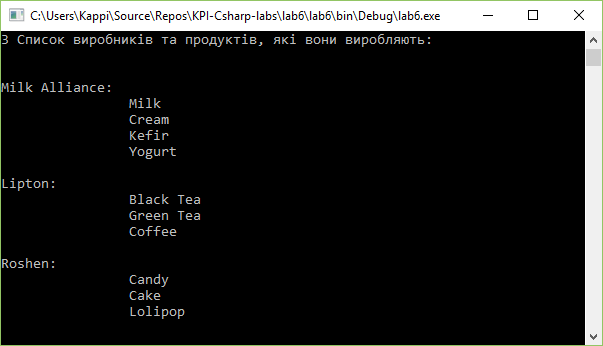 C:\Users\Kappi\Source\Repos\KPI-Csharp-labs\lab6\lab6\bin\Debug\lab6.exe
3 Список виробників та продуктів, які вони виробляють:
Milk Alliance:
Milk
Cream
Kefir
Yogurt
Lipton:
Black Tea
Green Tea
Coffee
Roshen:
Candy
Cake
Lolipop